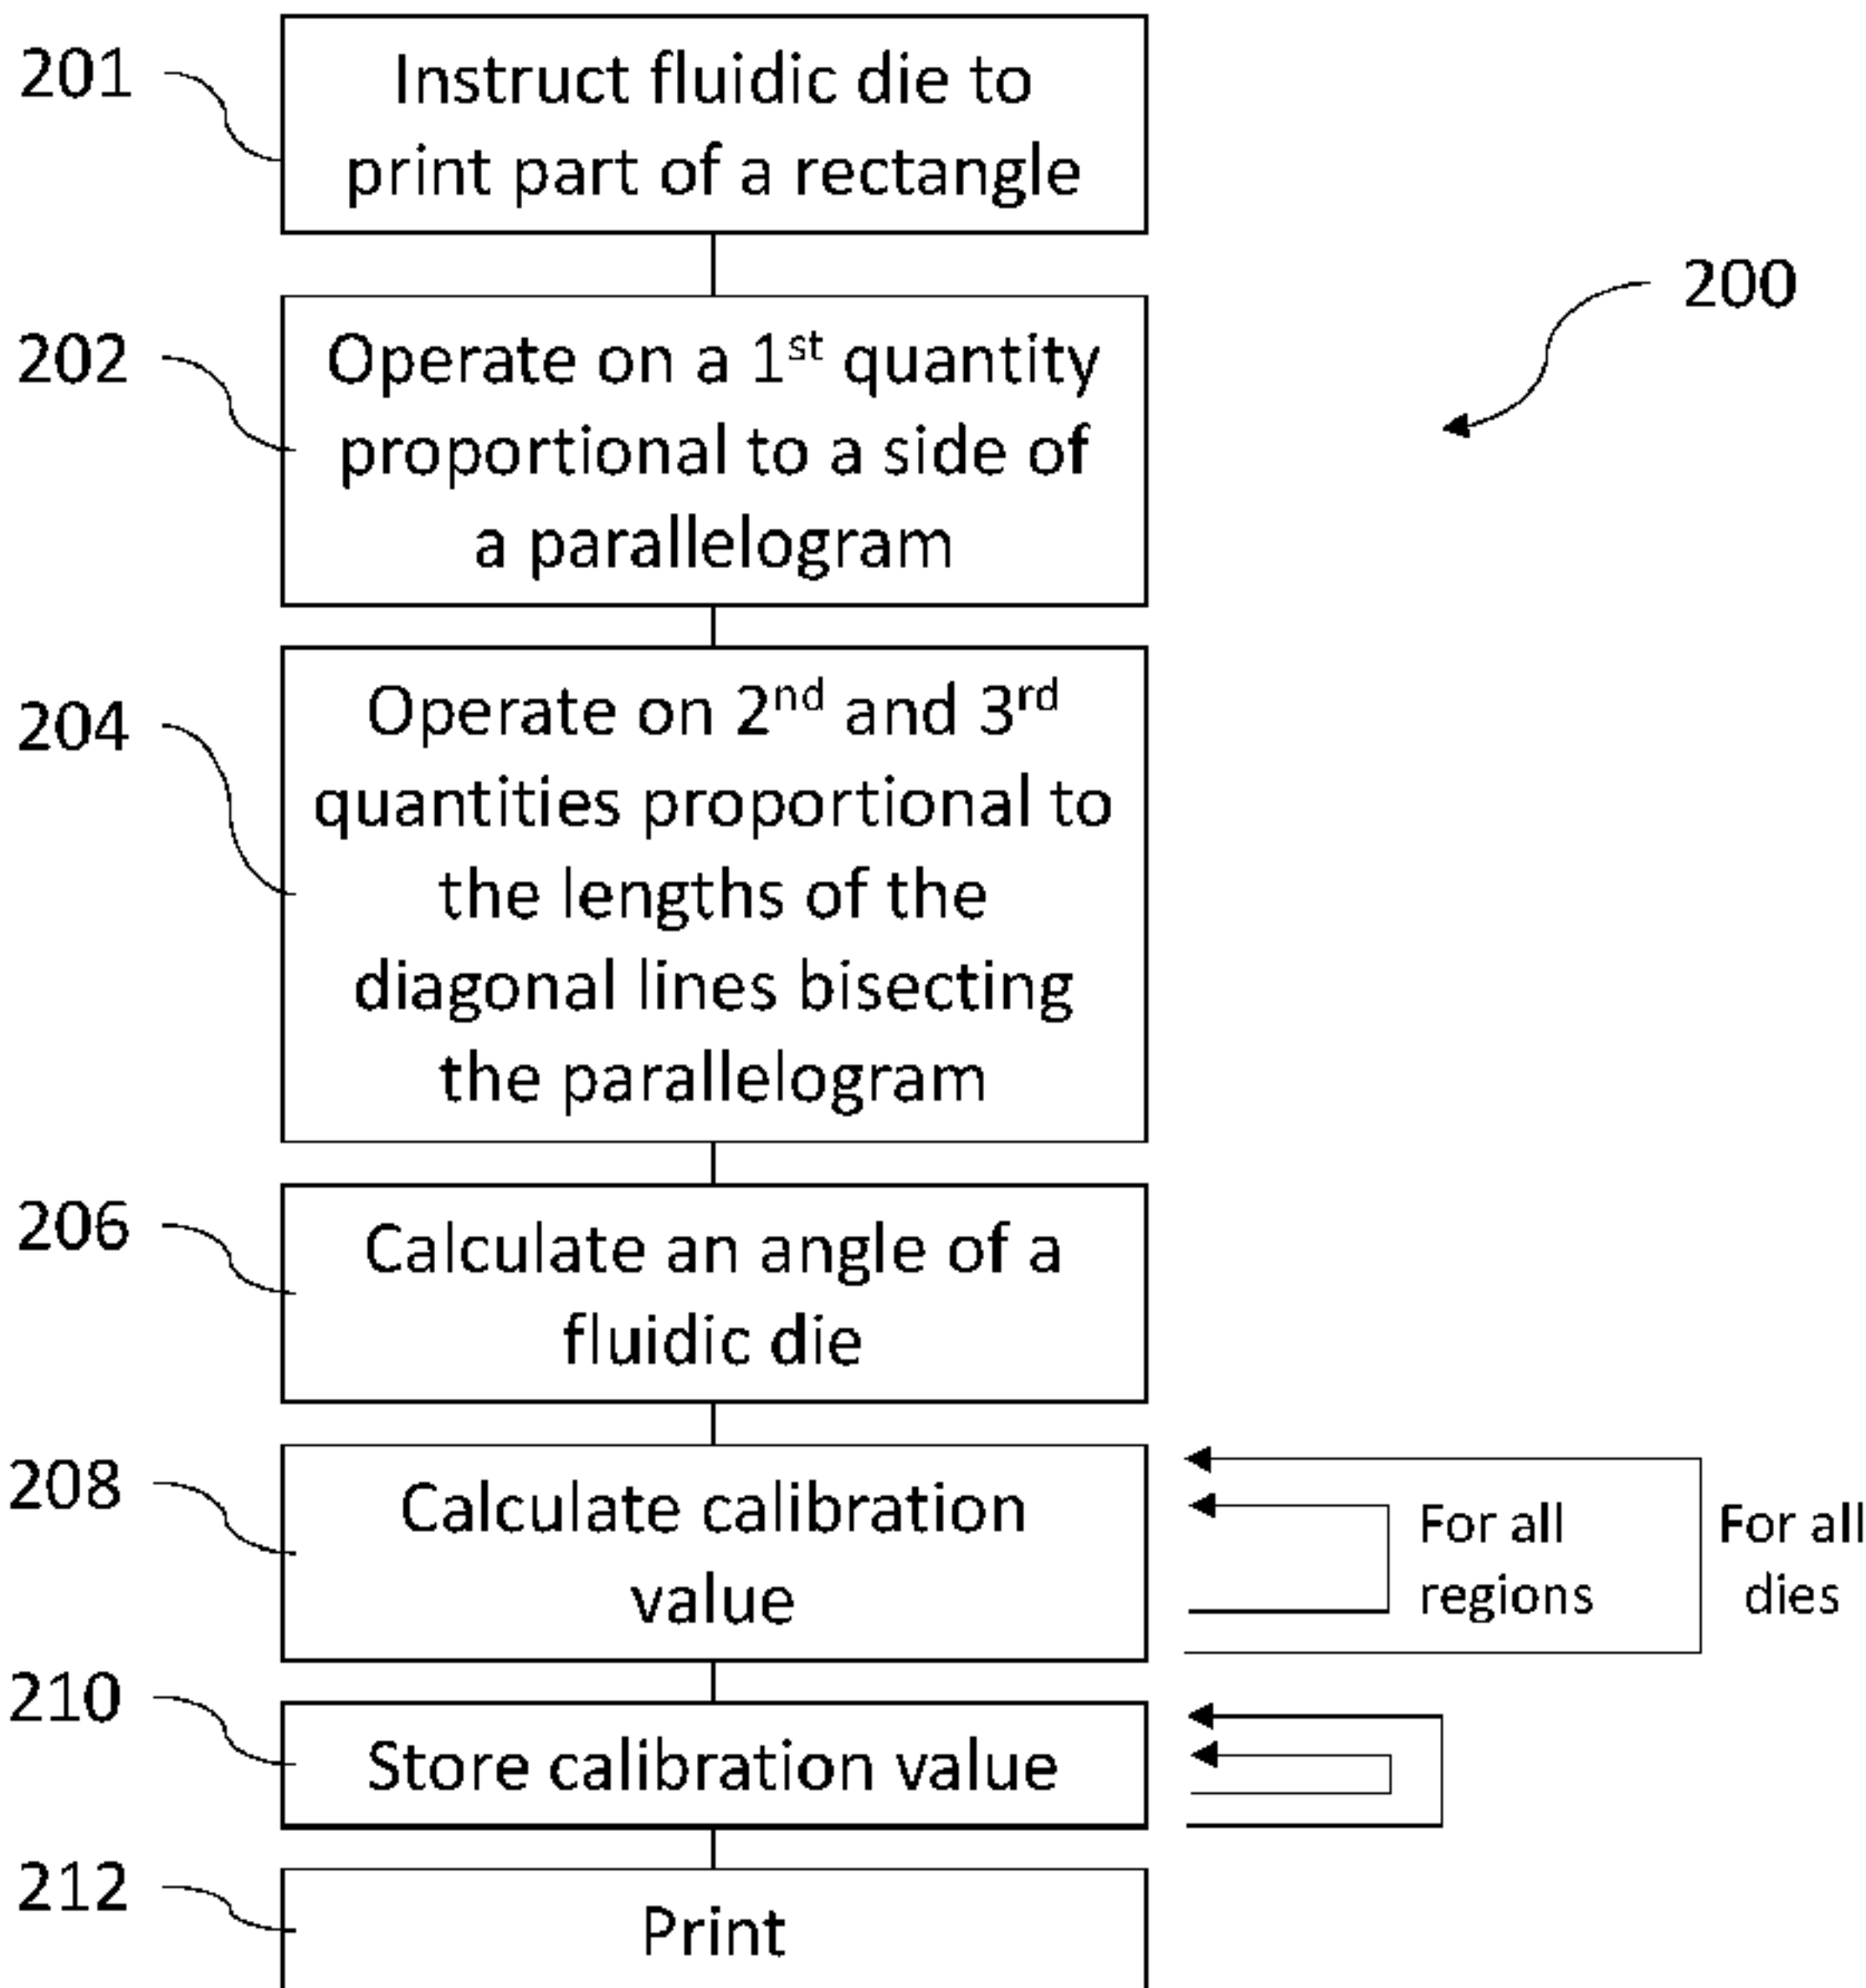 201
Instruct fluidic die to
print part of a rectangle
200
202
Operate on a 1st quantity
proportional to a side of
a parallelogram
204
Operate on 2nd and 3rd
quantities proportional to
the lengths of the
diagonal lines bisecting
the parallelogram
206
Calculate an angle of a
fluidic die
208
Calculate calibration
value
For all
regions
For all
dies
210
Store calibration value
212
Print